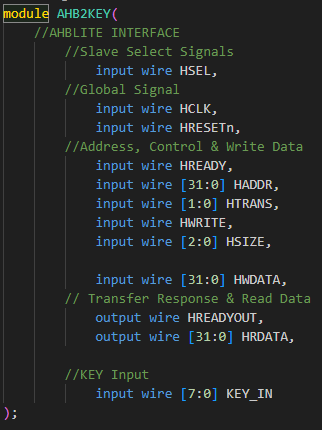 module AHB2KEY(
//AHBLITE INTERFACE
//Slave Select Signals
input wire HSEL,
//Global Signal
input wire HCLK,
input wire HRESETn,
//Address, Control & Write Data
input wire HREADY,
input wire [31:0] HADDR,
input wire [1:0] HTRANS,
input wire HWRITE,
input wire [2:0] HSIZE,
input wire [31:0] HWDATA,
// Transfer Response & Read Data
output wire HREADYOUT,
output wire [31:0] HRDATA,
//KEY Input
input wire [7:0] KEY_IN
);